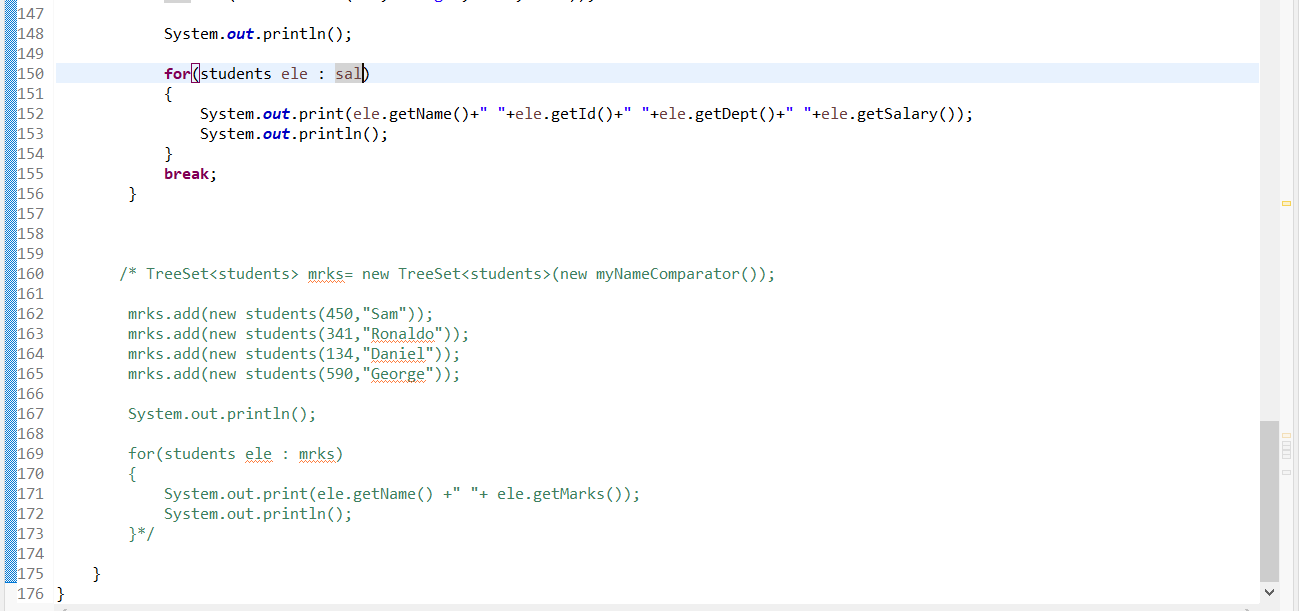 147
148 System.out.println();
149
150 for(students ele : sal)
151 {
152 System.out.print(ele.getName()+" "+ele.getId()+" "+ele.getDept()+" "+ele.getSalary());
153 System.out.println();
154 }
155 break;
156 }
157
158
159
160 /* TreeSet<students> mrks= new TreeSet<students>(new myNameComparator());
161
162 mrks.add(new students(450,"Sam"));
163 mrks.add(new students(341,"Ronaldo"));
164 mrks.add(new students(134,"Daniel"));
165 mrks.add(new students(590,"George"));
166
167 System.out.println();
168
169 for(students ele : mrks)
170 {
171 System.out.print(ele.getName() +" "+ ele.getMarks());
172 System.out.println();
173 }*/
174
175 }
176 }